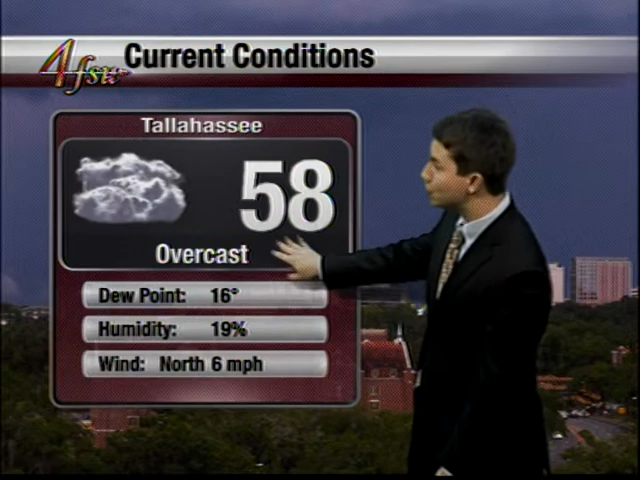 4fsu
Current Conditions
Tallahassee
58
Overcast
Dew Point: 16°
Humidity: 19%
Wind: North 6 mph